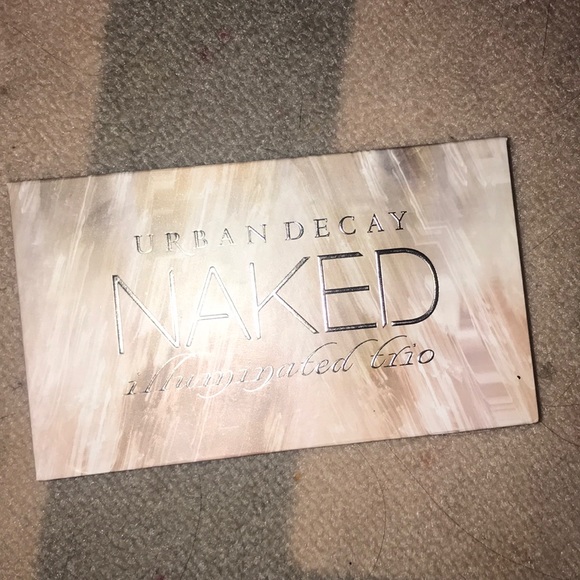 URBAN DECAY
NAKED
illuminated trio